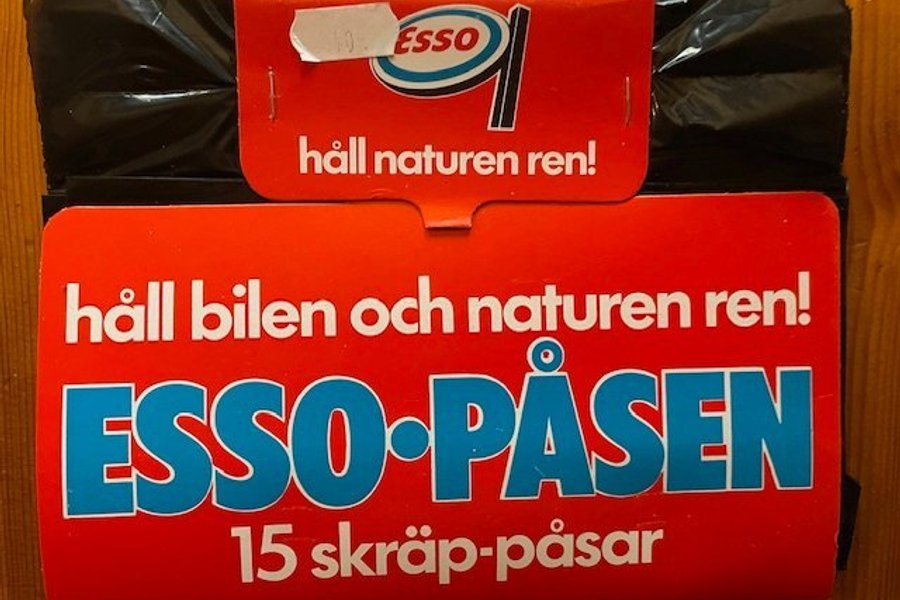 Esso
håll naturen ren!
håll bilen och naturen ren!
ESSO•PÅSEN
15 skräp-påsar